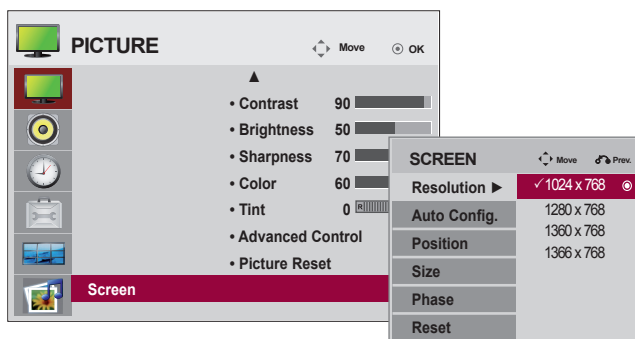 PICTURE
Move
OK
▲
• Contrast 90
• Brightness 50
• Sharpness 70
• Color 60
• Tint 0 R
• Advanced Control
• Picture Reset
Screen
SCREEN
Move
Prev.
Resolution ►
✓1024 x 768
1280 x 768
1360 x 768
1366 x 768
Auto Config.
Position
Size
Phase
Reset